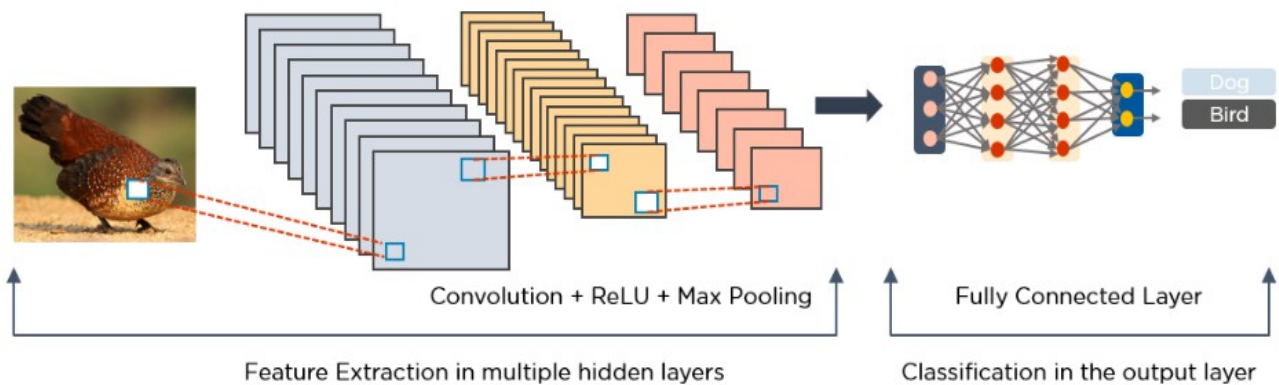 Dog
Bird
Convolution + ReLU + Max Pooling
Fully Connected Layer
Feature Extraction in multiple hidden layers
Classification in the output layer